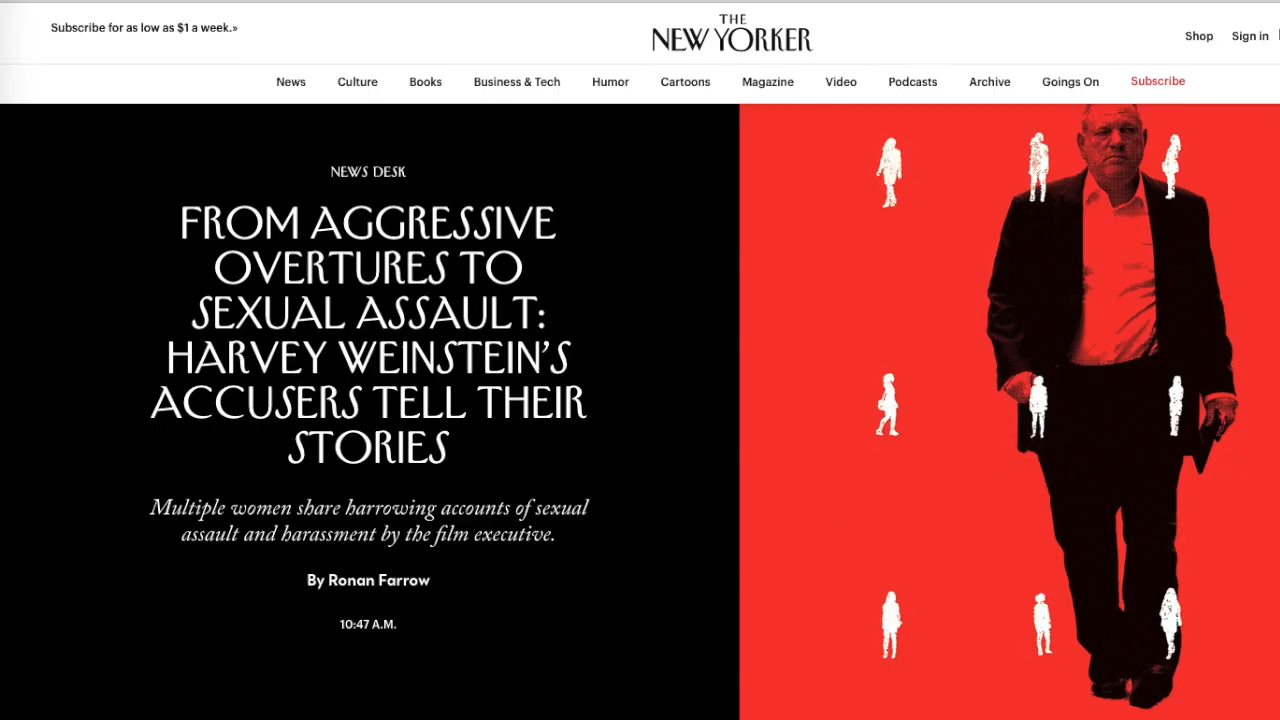 Subscribe for as low as $1 a week.»
THE
NEW YORKER
Shop Sign in
News Culture Books Business & Tech Humor Cartoons Magazine Video Podcasts Archive Goings On Subscribe
NEWS DESK
FROM AGGRESSIVE
OVERTURES TO
SEXUAL ASSAULT:
HARVEY WEINSTEIN’S
ACCUSERS TELL THEIR
STORIES
Multiple women share harrowing accounts of sexual
assault and harassment by the film executive.
By Ronan Farrow
10:47 A.M.